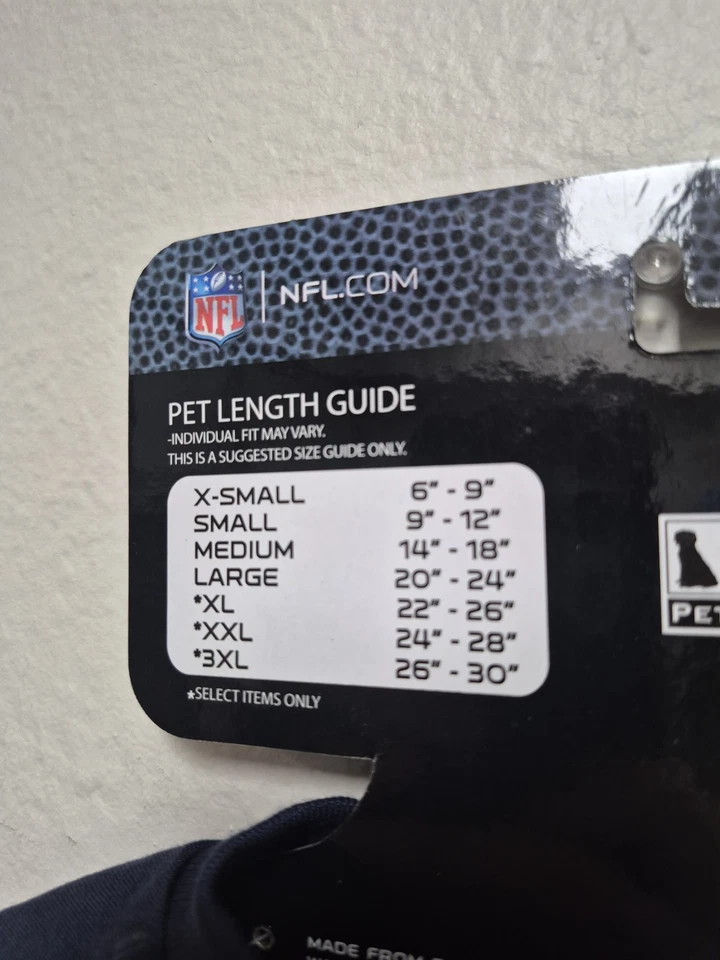 NFL NFL.COM
PET LENGTH GUIDE
-INDIVIDUAL FIT MAY VARY.
THIS IS A SUGGESTED SIZE GUIDE ONLY.
X-SMALL 6" - 9"
SMALL 9" - 12"
MEDIUM 14" - 18"
LARGE 20" - 24"
*XL 22" - 26"
*XXL 24" - 28"
*3XL 26" - 30"
*SELECT ITEMS ONLY
PET
MADE FROM